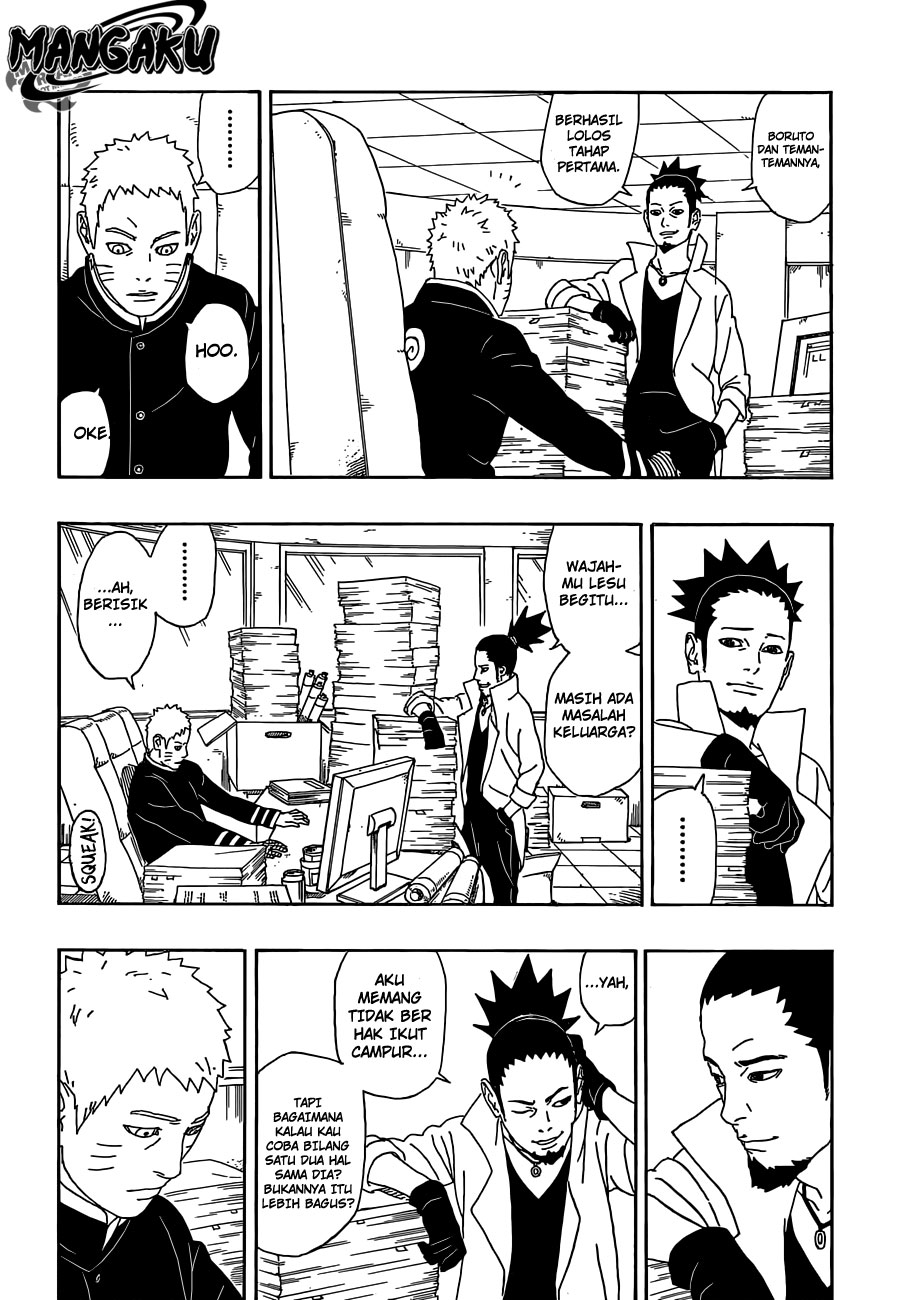 MANGAKU
BORUTO
DAN TEMAN-
TEMANNYA,
BERHASIL
LOLOS
TAHAP
PERTAMA.
LL
........
HOO.
OKE.
........
WAJAH-
MU LESU
BEGITU...
MASIH ADA
MASALAH
KELUARGA?
........
...AH,
BERISIK
...
SQUEAK!
...YAH,
AKU
MEMANG
TIDAK BER
HAK IKUT
CAMPUR...
TAPI
BAGAIMANA
KALAU KAU
COBA BILANG
SATU DUA HAL
SAMA DIA?
BUKANNYA ITU
LEBIH BAGUS?